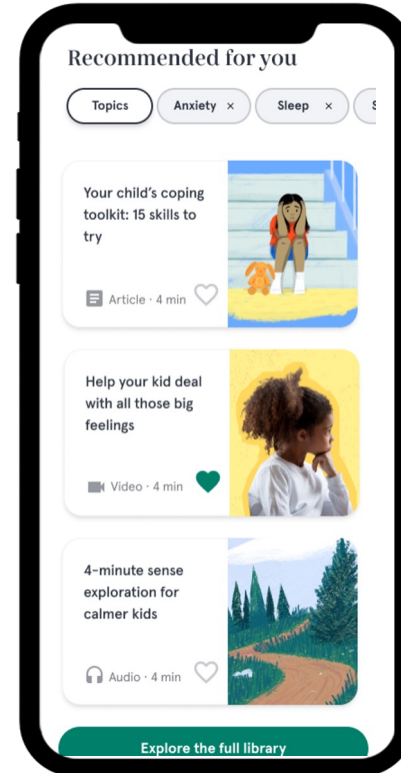 Recommended for you
Topics Anxiety × Sleep ×
Your child's coping
toolkit: 15 skills to
try
Article · 4 min
Help your kid deal
with all those big
feelings
Video · 4 min
4-minute sense
exploration for
calmer kids
Audio · 4 min
Explore the full library